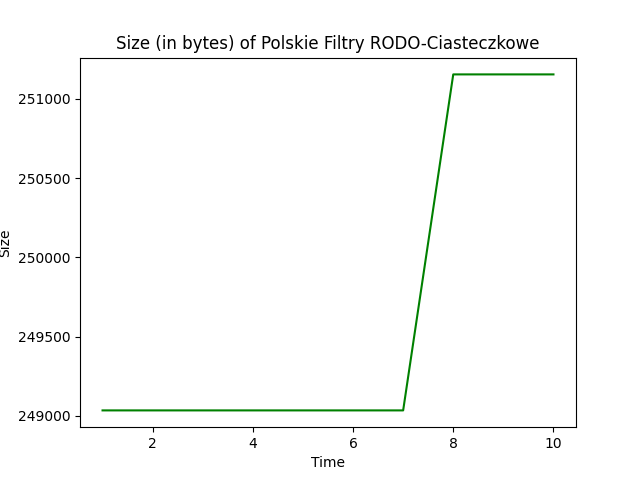 Size (in bytes) of Polskie Filtry RODO-Ciasteczkowe
251000
250500
250000
249500
249000
Size
2 4 6 8 10
Time